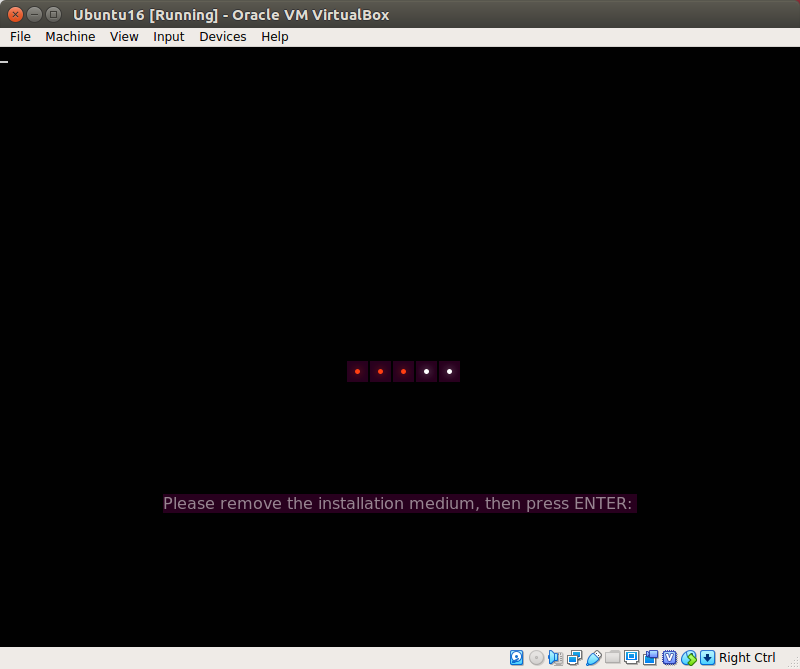 Ubuntu16 [Running] - Oracle VM VirtualBox
File Machine View Input Devices Help
Please remove the installation medium, then press ENTER:
Right Ctrl